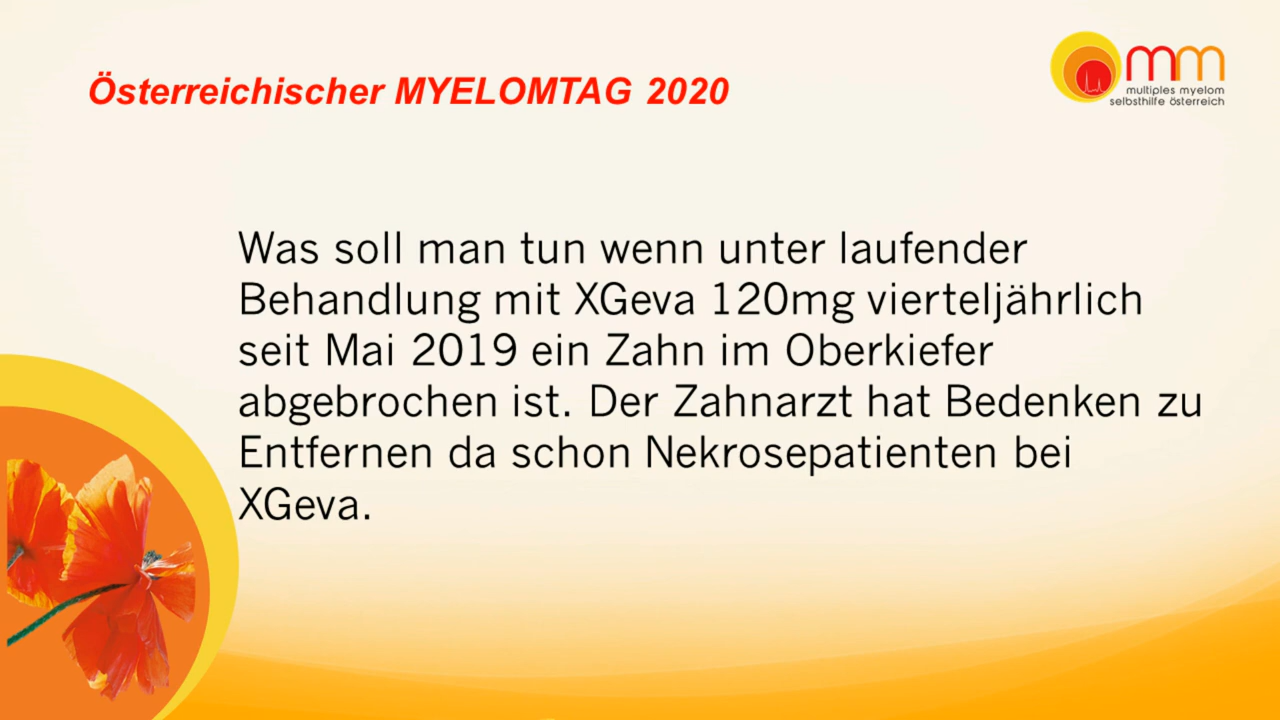 Österreichischer MYELOMTAG 2020
mm
multiples myelom
selbsthilfe österreich
Was soll man tun wenn unter laufender
Behandlung mit XGeva 120mg vierteljährlich
seit Mai 2019 ein Zahn im Oberkiefer
abgebrochen ist. Der Zahnarzt hat Bedenken zu
Entfernen da schon Nekrosepatienten bei
XGeva.